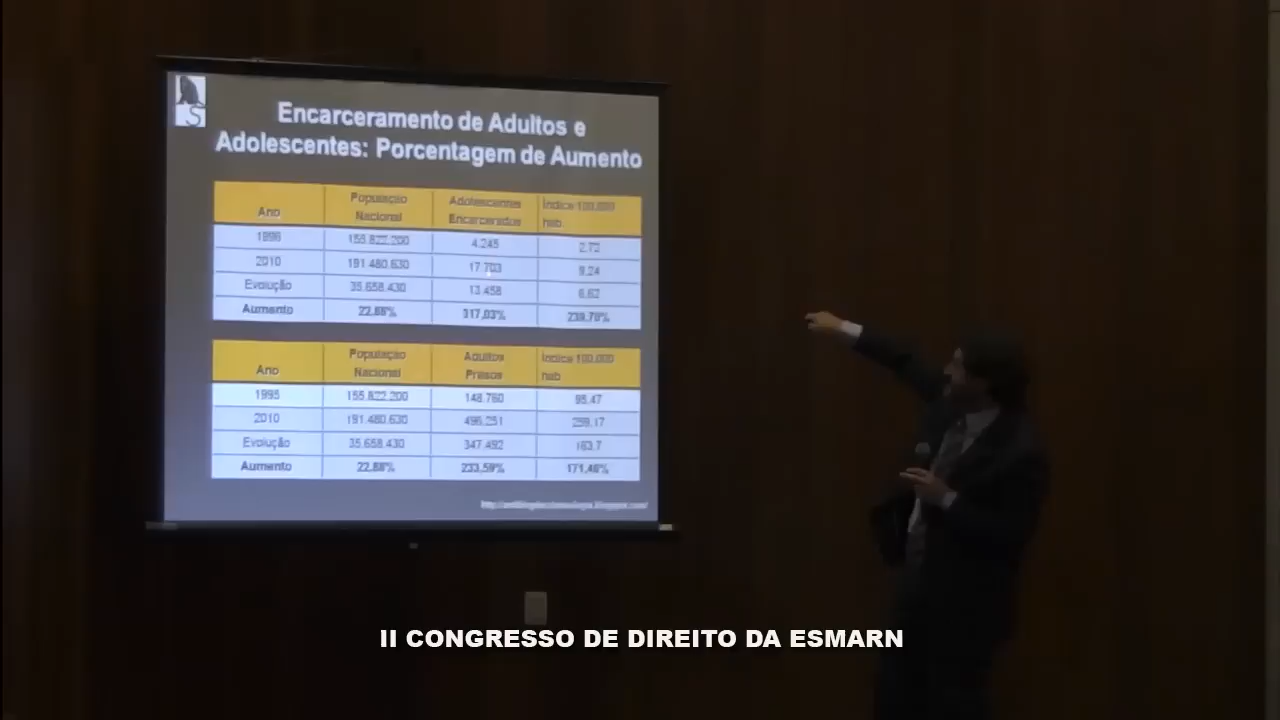 S
Encarceramento de Adultos e
Adolescentes: Porcentagem de Aumento
Ano População Nacional Adolescentes Encarcerados Índice 100.000 hab
1996 155.822.200 4.245 2.72
2010 191.480.630 17.703 9.24
Evolução 35.658.430 13.458 6.52
Aumento 22.88% 317,03% 239,70%
Ano População Nacional Adultos Presos Índice 100.000 hab
1995 155.822.200 148.760 95.47
2010 191.480.630 496.251 259.17
Evolução 35.658.430 347.492 163.7
Aumento 22,88% 233,59% 171,46%
II CONGRESSO DE DIREITO DA ESMARN